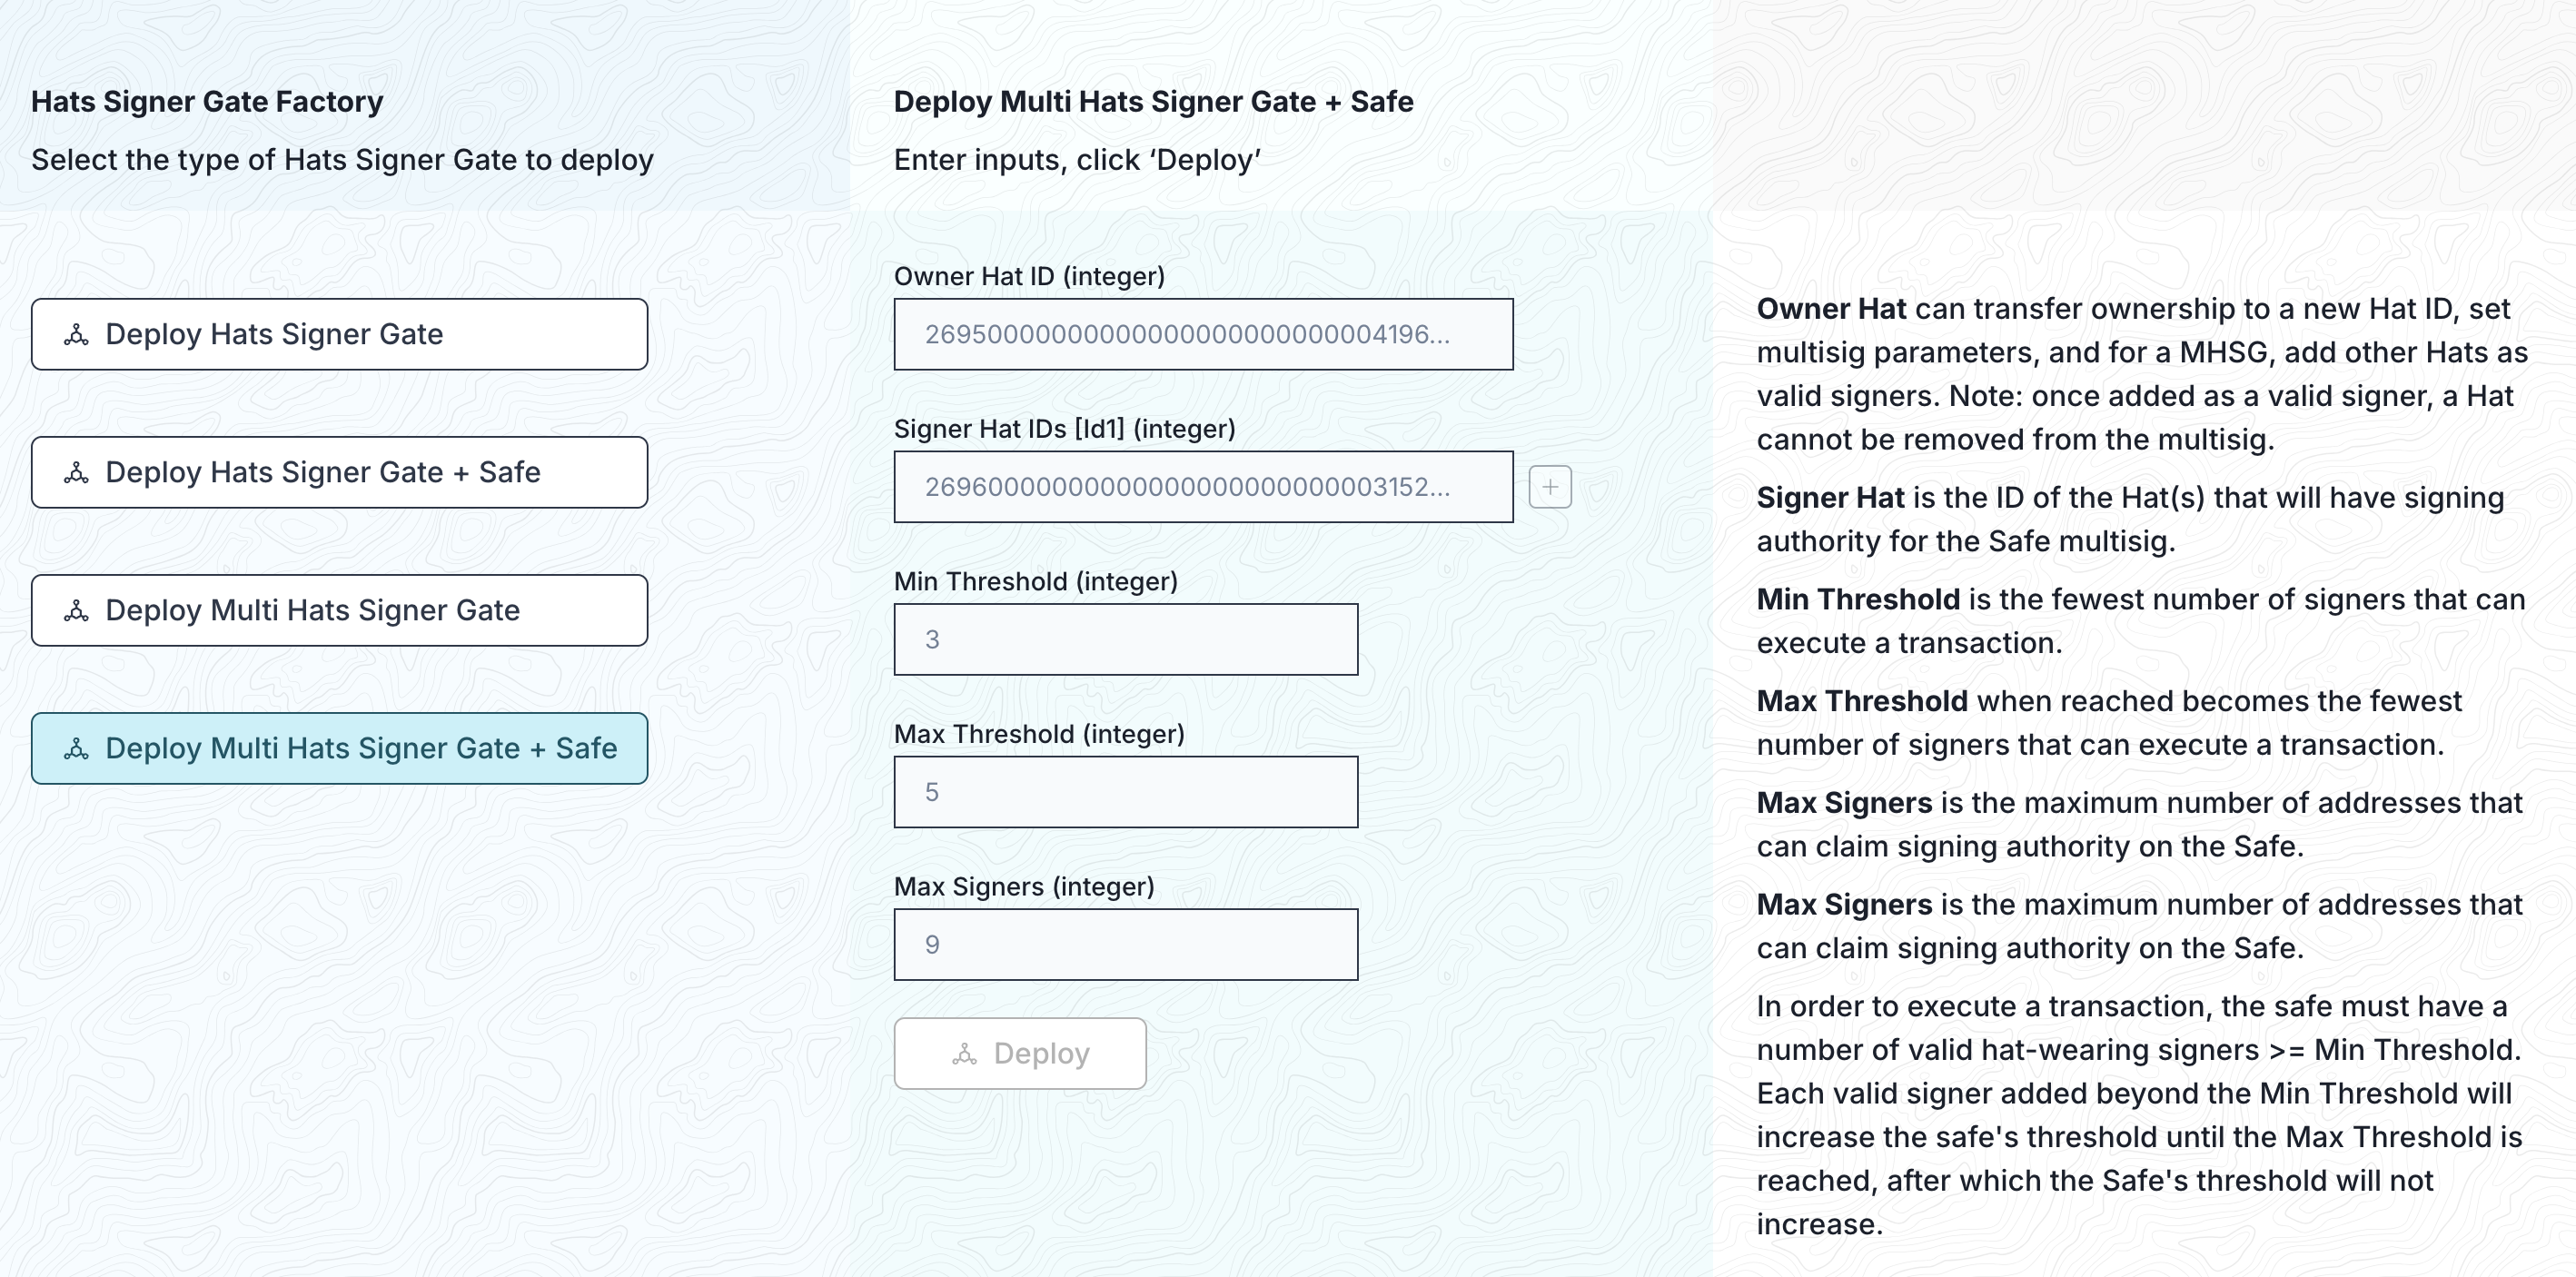 Hats Signer Gate Factory
Select the type of Hats Signer Gate to deploy
Deploy Hats Signer Gate
Deploy Hats Signer Gate + Safe
Deploy Multi Hats Signer Gate
Deploy Multi Hats Signer Gate + Safe
Deploy Multi Hats Signer Gate + Safe
Enter inputs, click ‘Deploy’
Owner Hat ID (integer)
26950000000000000000000000004196...
Signer Hat IDs [Id1] (integer)
26960000000000000000000000003152...
+
Min Threshold (integer)
3
Max Threshold (integer)
5
Max Signers (integer)
9
Deploy
Owner Hat can transfer ownership to a new Hat ID, set
multisig parameters, and for a MHSG, add other Hats as
valid signers. Note: once added as a valid signer, a Hat
cannot be removed from the multisig.
Signer Hat is the ID of the Hat(s) that will have signing
authority for the Safe multisig.
Min Threshold is the fewest number of signers that can
execute a transaction.
Max Threshold when reached becomes the fewest
number of signers that can execute a transaction.
Max Signers is the maximum number of addresses that
can claim signing authority on the Safe.
Max Signers is the maximum number of addresses that
can claim signing authority on the Safe.
In order to execute a transaction, the safe must have a
number of valid hat-wearing signers >= Min Threshold.
Each valid signer added beyond the Min Threshold will
increase the safe's threshold until the Max Threshold is
reached, after which the Safe's threshold will not
increase.